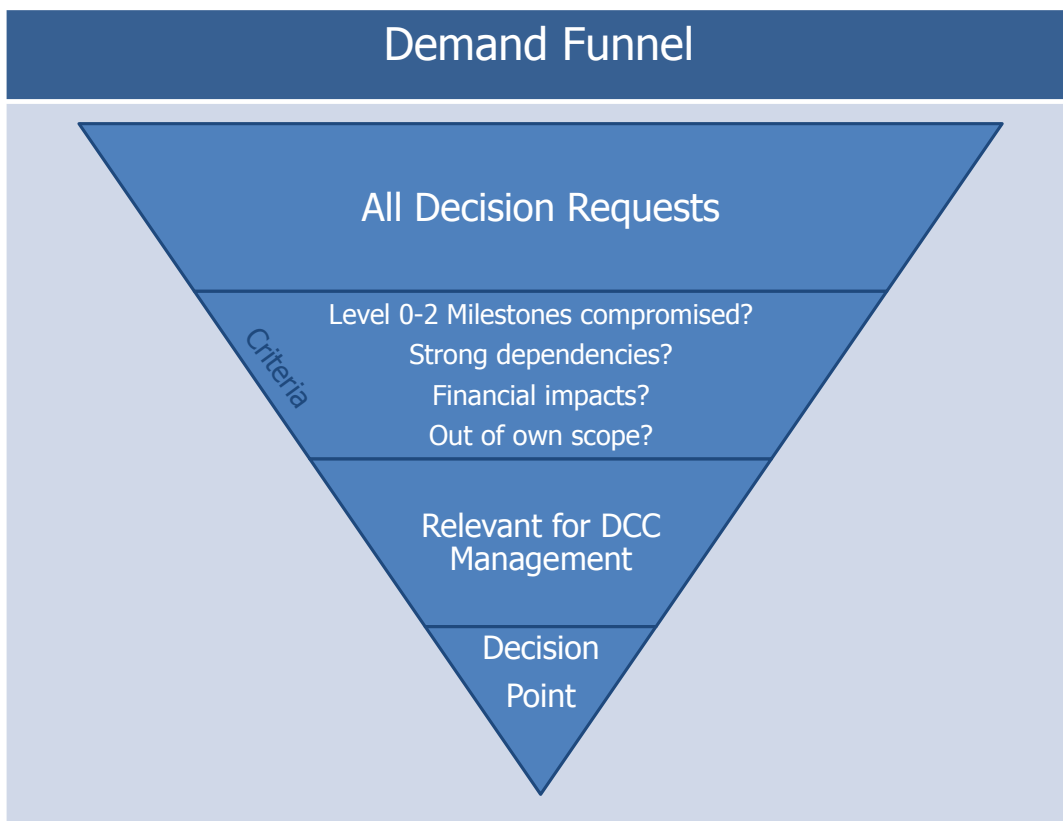 Demand Funnel
All Decision Requests
Level 0-2 Milestones compromised?
Strong dependencies?
Financial impacts?
Out of own scope?
Criteria
Relevant for DCC
Management
Decision
Point